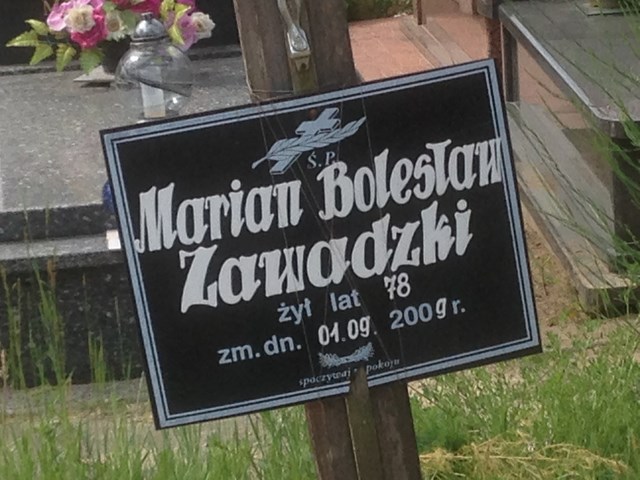 Ś.P.
Marian Bolesław
Zawadzki
żył lat 78
zm. dn. 01.09. 2009 r.
spoczywaj w pokoju